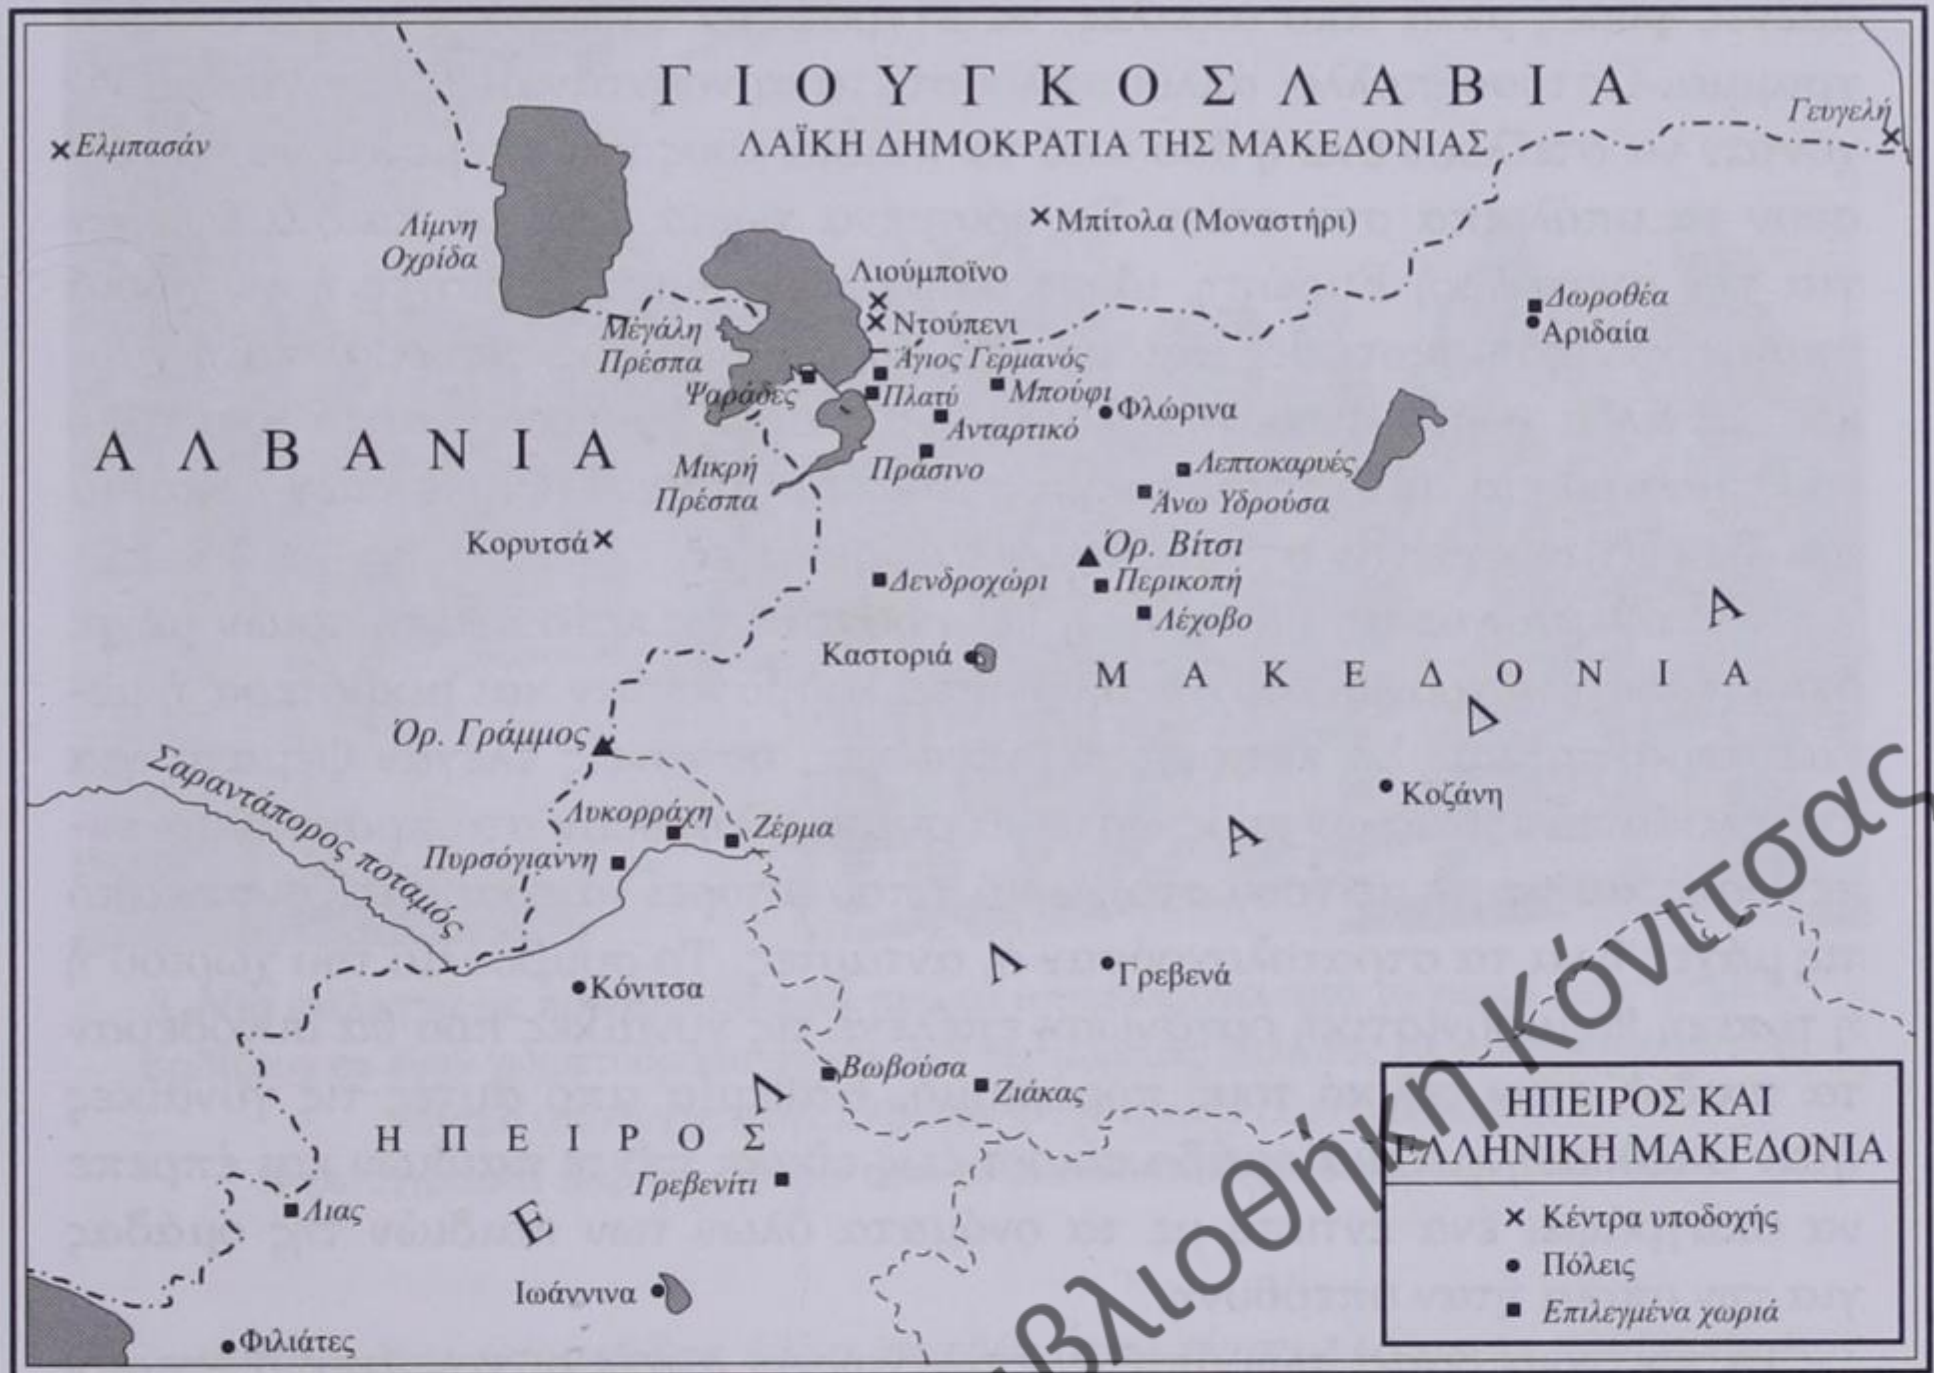 ΓΙΟΥΓΚΟΣΛΑΒΙΑ
ΛΑΪΚΗ ΔΗΜΟΚΡΑΤΙΑ ΤΗΣ ΜΑΚΕΔΟΝΙΑΣ
Γευγελή
Ελμπασάν
Μπίτολα (Μοναστήρι)
Λίμνη
Οχρίδα
Λιούμποϊνο
Ντούπενι
Δωροθέα
Αριδαία
Μεγάλη
Πρέσπα
Άγιος Γερμανός
Ψαράδες
Πλατύ
Μπούφι
Φλώρινα
Ανταρτικό
ΑΛΒΑΝΙΑ
Μικρή
Πρέσπα
Πράσινο
Λεπτοκαρυές
Άνω Υδρούσα
Κορυτσά
Όρ. Βίτσι
Δενδροχώρι
Περικοπή
Λέχοβο
Καστοριά
ΜΑΚΕΔΟΝΙΑ
Όρ. Γράμμος
Σαραντάπορος ποταμός
Λυκορράχη
Ζέρμα
Πυρσόγιαννη
Κοζάνη
ΕΛΛΑΔΑ
Γρεβενά
Κόνιτσα
Βωβούσα
Ζιάκας
ΗΠΕΙΡΟΣ
Γρεβενίτι
Λιας
Ιωάννινα
Φιλιάτες
ΗΠΕΙΡΟΣ ΚΑΙ
ΕΛΛΗΝΙΚΗ ΜΑΚΕΔΟΝΙΑ
Κέντρα υποδοχής
Πόλεις
Επιλεγμένα χωριά
Κόνιτσας